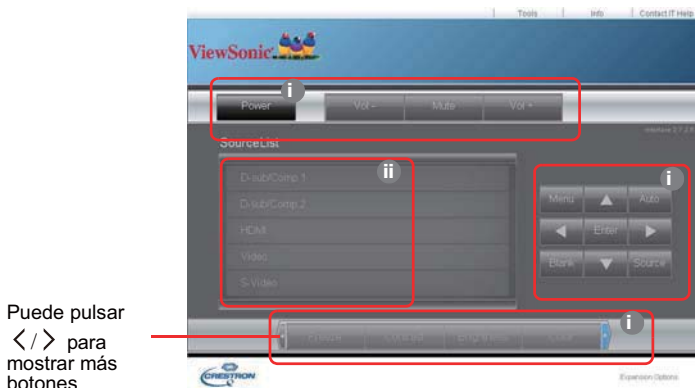 Tools Info Contact IT Help
ViewSonic
i
Power Vol - Mute Vol +
SourceList
D-sub/Comp.1
ii
D-sub/Comp.2
HDMI
Video
S-Video
i
Menu Auto
Enter
Blank Source
Puede pulsar
< / > para
mostrar más
botones
i
Freeze Contrast Brightness Color
CRESTRON
Expansion Options